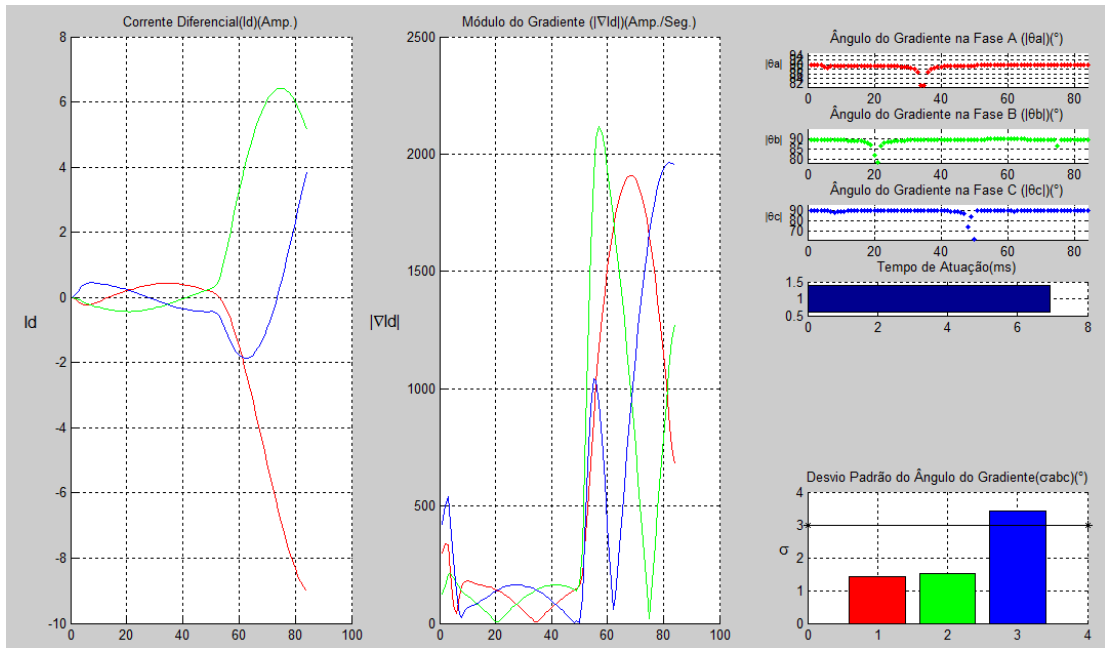 Corrente Diferencial(Id)(Amp.)
8
6
4
2
0
-2
-4
-6
-8
-10
Id
0 20 40 60 80 100
Módulo do Gradiente (|∇Id|)(Amp./Seg.)
2500
2000
1500
1000
500
0
|∇Id|
0 20 40 60 80 100
Ângulo do Gradiente na Fase A (|θa|)(°)
|θa|
94
82
0 20 40 60 80
Ângulo do Gradiente na Fase B (|θb|)(°)
|θb|
90
85
80
0 20 40 60 80
Ângulo do Gradiente na Fase C (|θc|)(°)
|θc|
90
80
70
0 20 40 60 80
Tempo de Atuação(ms)
1.5
1
0.5
0 2 4 6 8
Desvio Padrão do Ângulo do Gradiente(σabc)(°)
4
3
2
1
0
σ
0 1 2 3 4